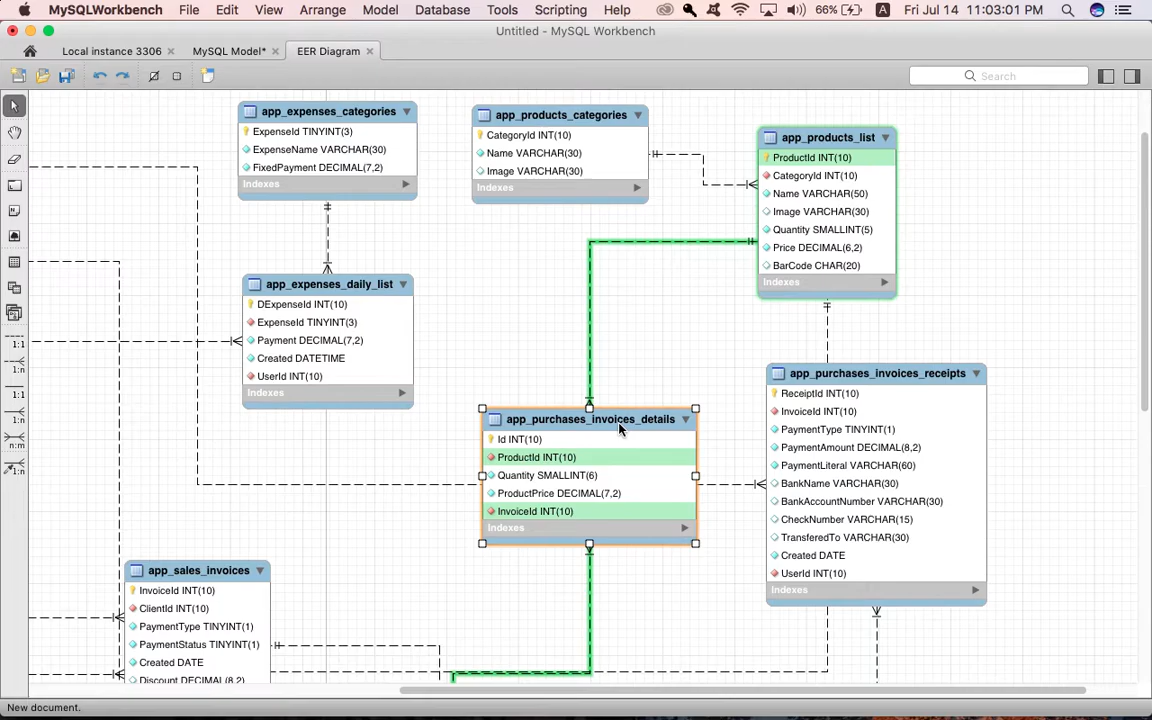 MySQLWorkbench File Edit View Arrange Model Database Tools Scripting Help 66% A Fri Jul 14 11:03:01 PM
Untitled - MySQL Workbench
Local instance 3306 MySQL Model* EER Diagram
Search
app_expenses_categories
ExpenseId TINYINT(3)
ExpenseName VARCHAR(30)
FixedPayment DECIMAL(7,2)
Indexes
app_products_categories
CategoryId INT(10)
Name VARCHAR(30)
Image VARCHAR(30)
Indexes
app_products_list
ProductId INT(10)
CategoryId INT(10)
Name VARCHAR(50)
Image VARCHAR(30)
Quantity SMALLINT(5)
Price DECIMAL(6,2)
BarCode CHAR(20)
Indexes
app_expenses_daily_list
DExpenseId INT(10)
ExpenseId TINYINT(3)
Payment DECIMAL(7,2)
Created DATETIME
UserId INT(10)
Indexes
app_purchases_invoices_details
Id INT(10)
ProductId INT(10)
Quantity SMALLINT(6)
ProductPrice DECIMAL(7,2)
InvoiceId INT(10)
Indexes
app_purchases_invoices_receipts
ReceiptId INT(10)
InvoiceId INT(10)
PaymentType TINYINT(1)
PaymentAmount DECIMAL(8,2)
PaymentLiteral VARCHAR(60)
BankName VARCHAR(30)
BankAccountNumber VARCHAR(30)
CheckNumber VARCHAR(15)
TransferedTo VARCHAR(30)
Created DATE
UserId INT(10)
Indexes
app_sales_invoices
InvoiceId INT(10)
ClientId INT(10)
PaymentType TINYINT(1)
PaymentStatus TINYINT(1)
Created DATE
Discount DECIMAL(8,2)
1:1
1:n
1:1
1:n
n:m
1:n
New document.